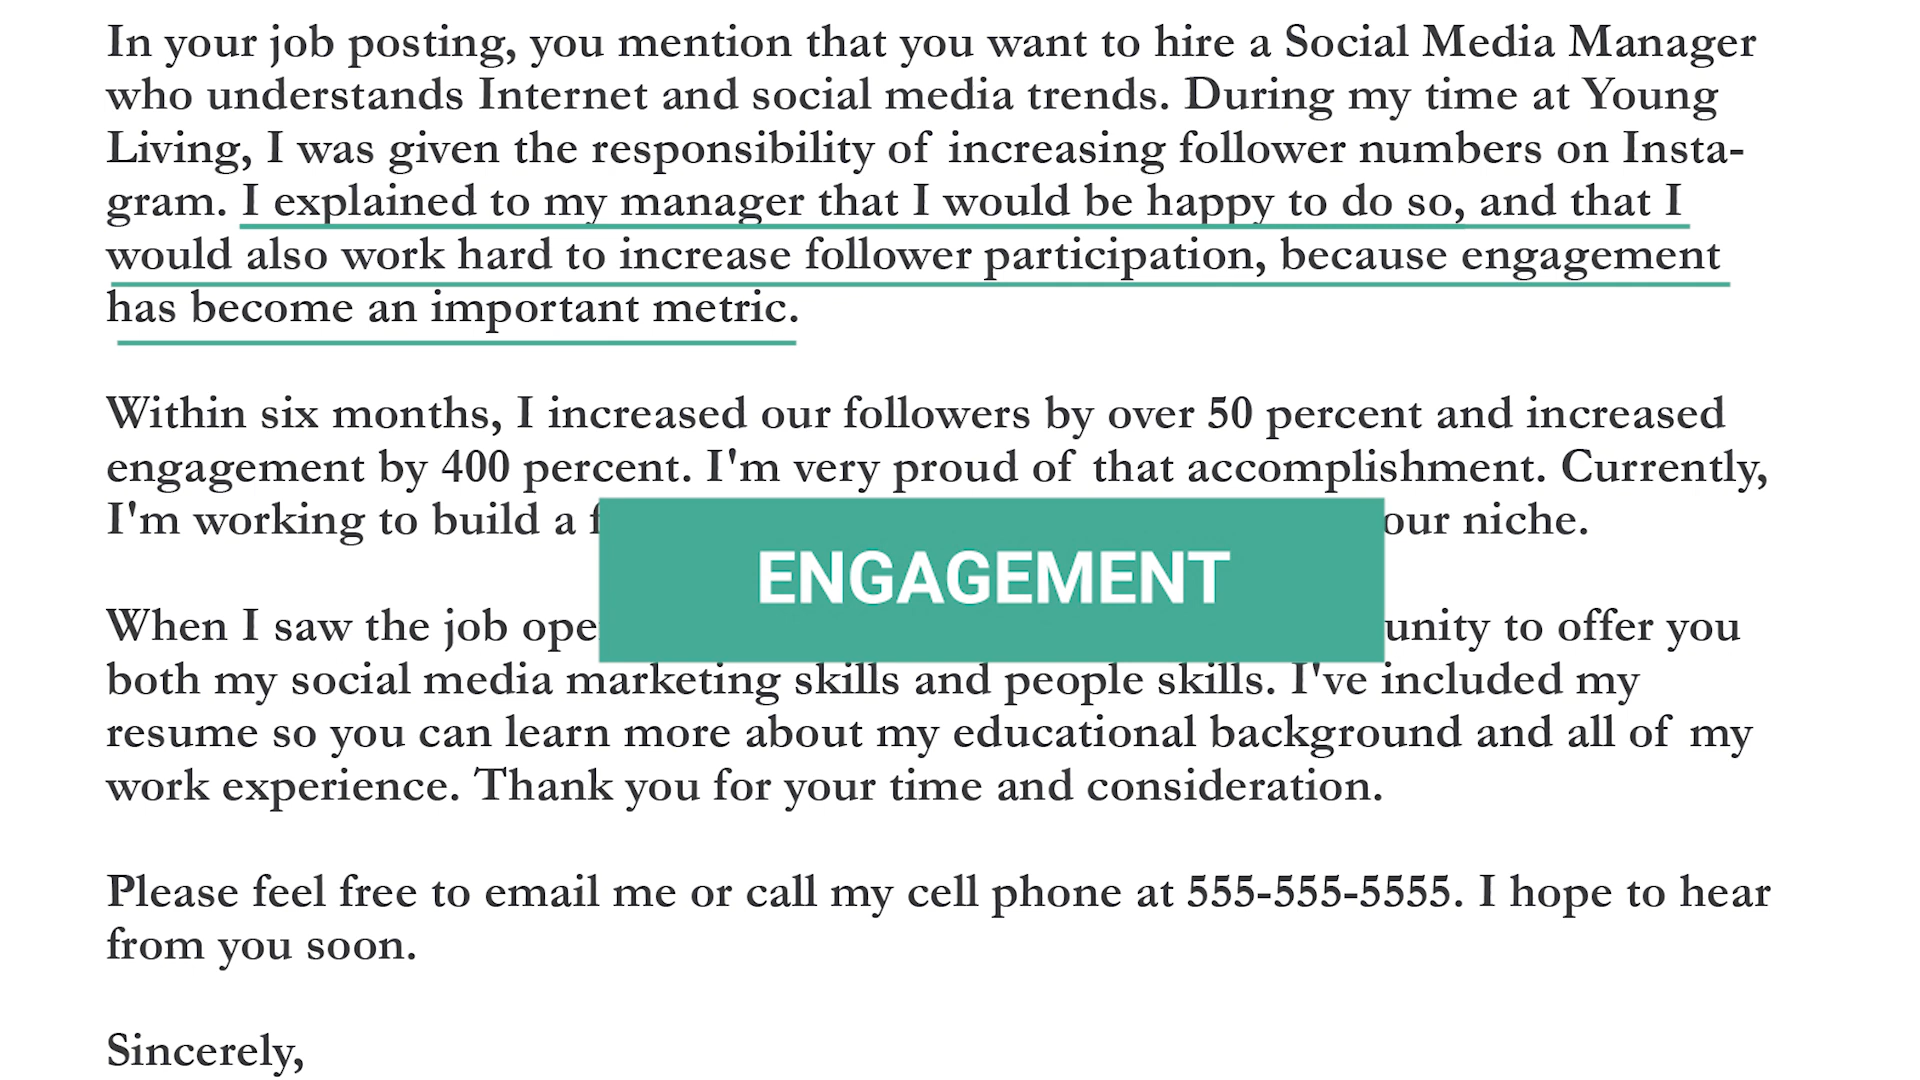 In your job posting, you mention that you want to hire a Social Media Manager
who understands Internet and social media trends. During my time at Young
Living, I was given the responsibility of increasing follower numbers on Insta-
gram. I explained to my manager that I would be happy to do so, and that I
would also work hard to increase follower participation, because engagement
has become an important metric.
Within six months, I increased our followers by over 50 percent and increased
engagement by 400 percent. I'm very proud of that accomplishment. Currently,
I'm working to build a niche.
ENGAGEMENT
When I saw the job to offer you
both my social media marketing skills and people skills. I've included my
resume so you can learn more about my educational background and all of my
work experience. Thank you for your time and consideration.
Please feel free to email me or call my cell phone at 555-555-5555. I hope to hear
from you soon.
Sincerely,